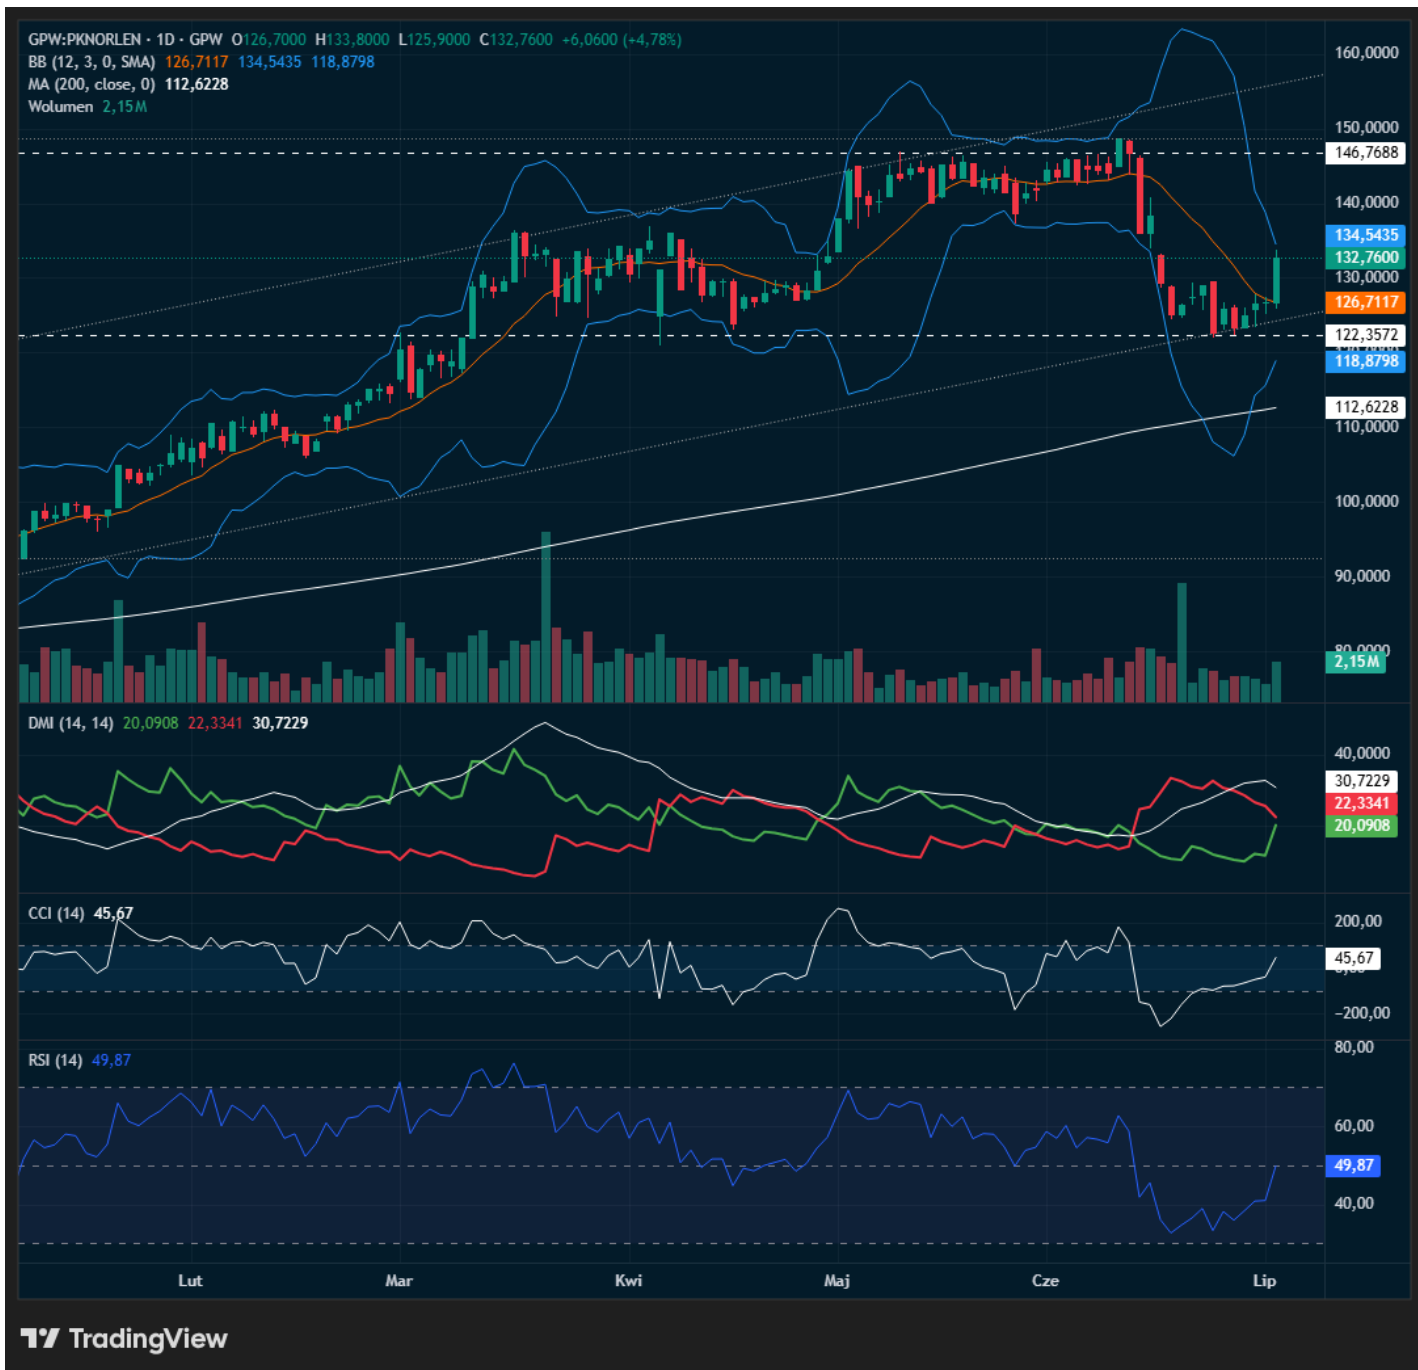 GPW:PKNORLEN · 1D · GPW O126,7000 H133,8000 L125,9000 C132,7600 +6,0600 (+4,78%)
BB (12, 3, 0, SMA) 126,7117 134,5435 118,8798
MA (200, close, 0) 112,6228
Wolumen 2,15M
160,0000
150,0000
146,7688
140,0000
134,5435
132,7600
130,0000
126,7117
122,3572
118,8798
112,6228
110,0000
100,0000
90,0000
80,0000
2,15M
DMI (14, 14) 20,0908 22,3341 30,7229
40,0000
30,7229
22,3341
20,0908
CCI (14) 45,67
200,00
45,67
−200,00
RSI (14) 49,87
80,00
60,00
49,87
40,00
Lut Mar Kwi Maj Cze Lip
TradingView